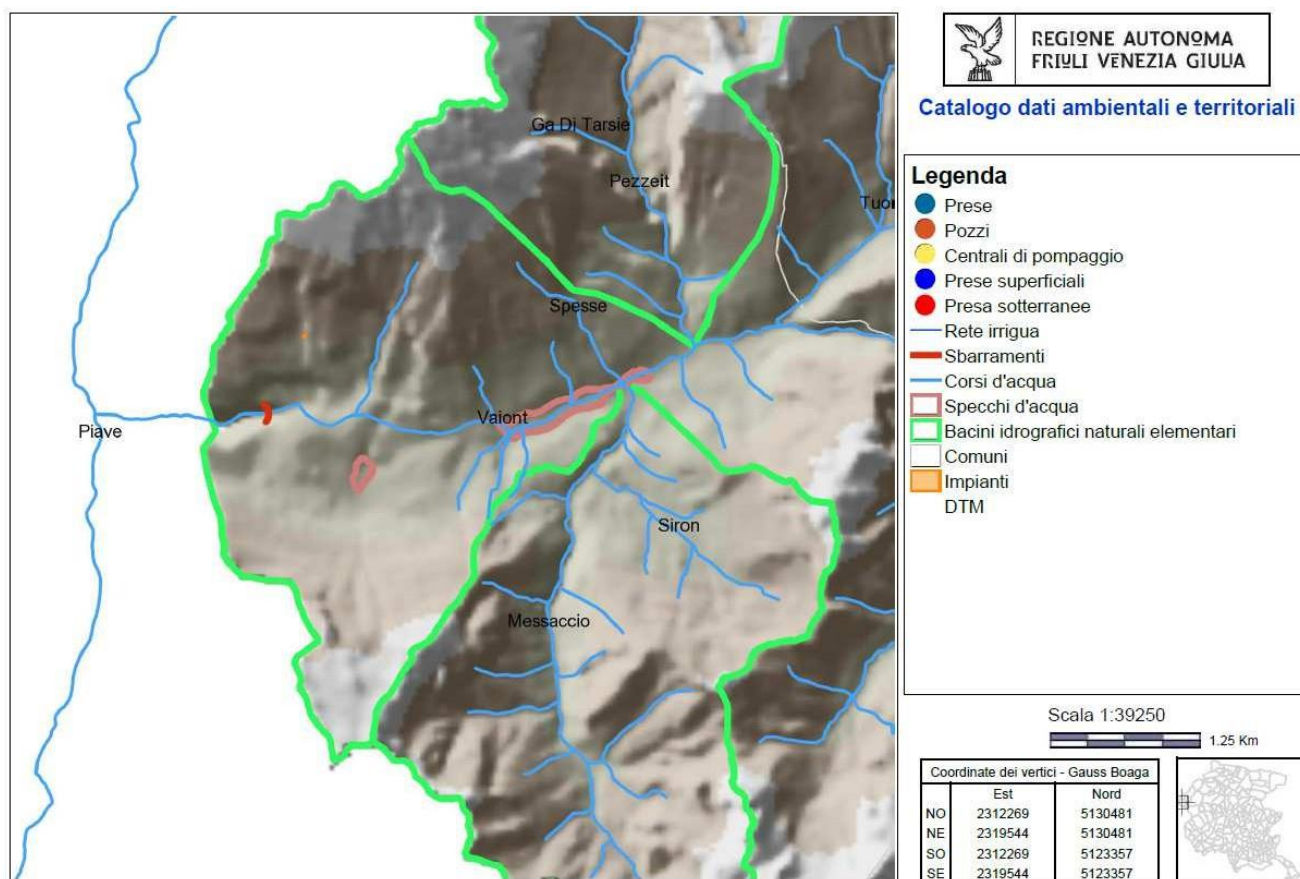 Ga Di Tarsie
Pezzeit
Tuor
Spesse
Vaiont
Piave
Siron
Messaccio
REGIONE AUTONOMA
FRIULI VENEZIA GIULIA
Catalogo dati ambientali e territoriali
Legenda
Prese
Pozzi
Centrali di pompaggio
Prese superficiali
Presa sotterranee
Rete irrigua
Sbarramenti
Corsi d'acqua
Specchi d'acqua
Bacini idrografici naturali elementari
Comuni
Impianti
DTM
Scala 1:39250
1.25 Km
Coordinate dei vertici - Gauss Boaga
Est Nord
NO 2312269 5130481
NE 2319544 5130481
SO 2312269 5123357
SE 2319544 5123357